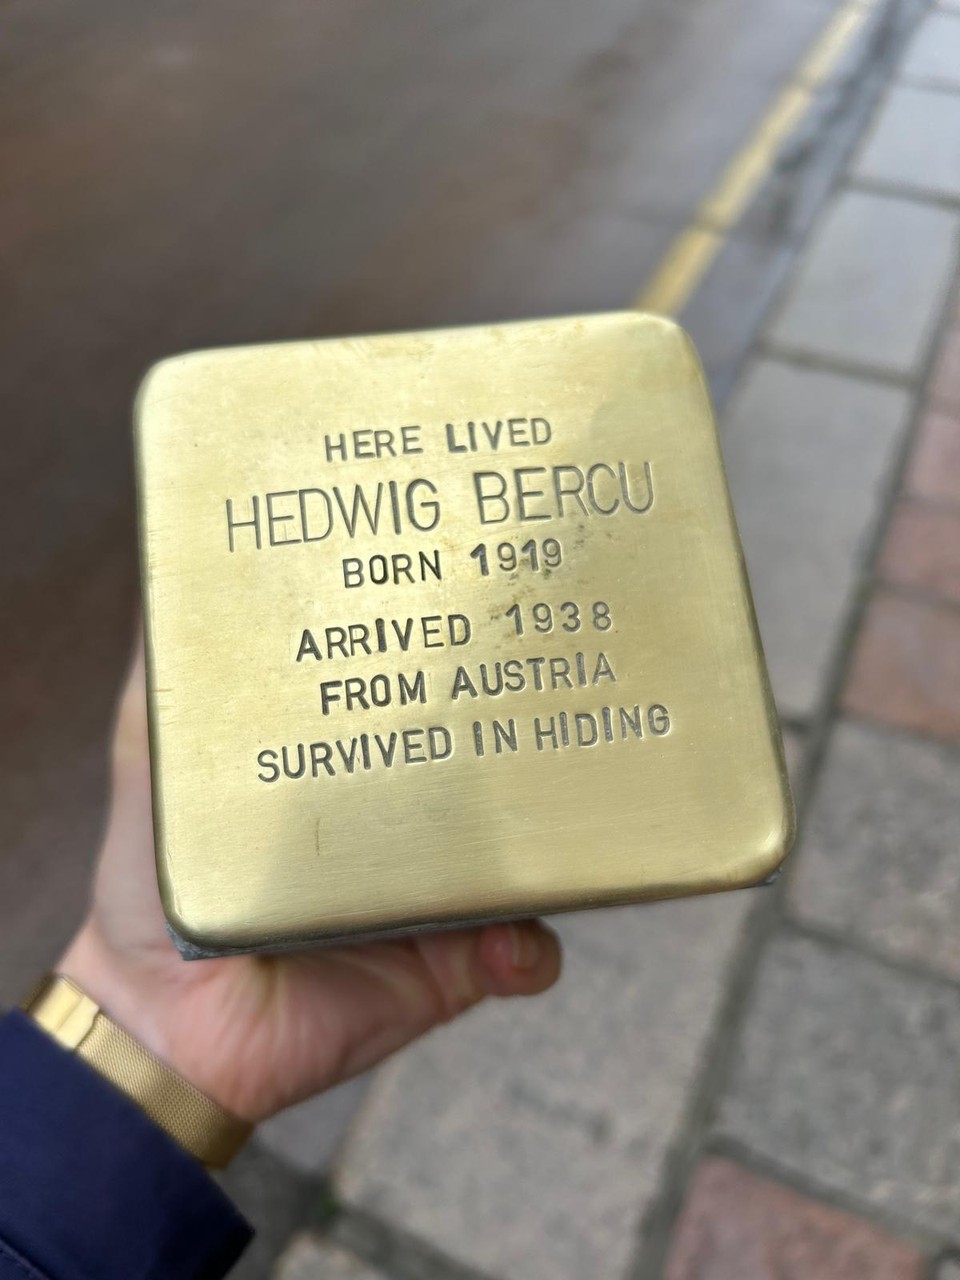 HERE LIVED
HEDWIG BERCU
BORN 1919
ARRIVED 1938
FROM AUSTRIA
SURVIVED IN HIDING